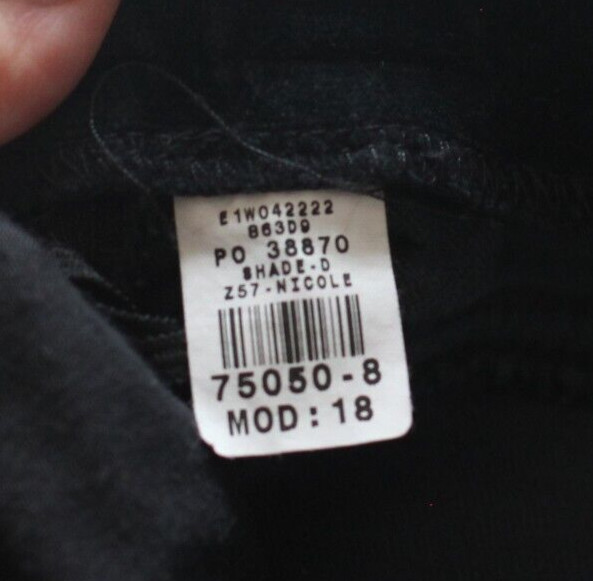 E1W042222
B63D9
PO 38870
SHADE-D
Z57-NICOLE
75050-8
MOD:18